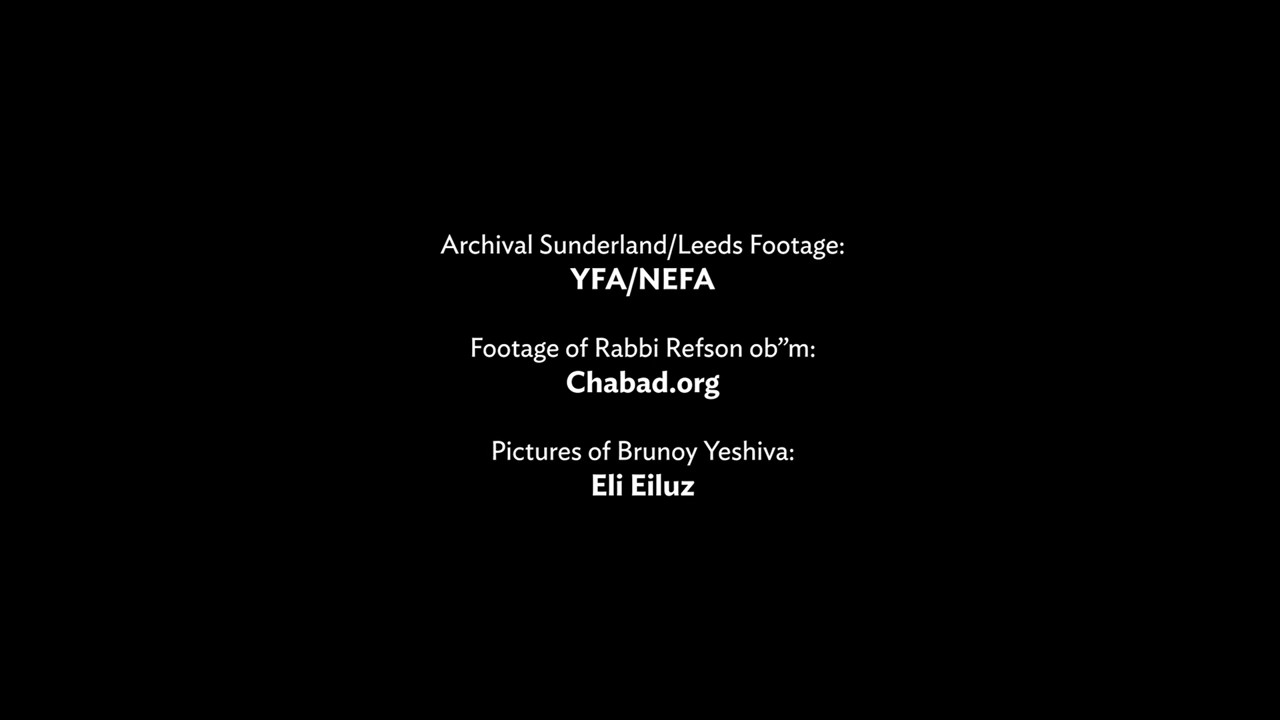 Archival Sunderland/Leeds Footage:
YFA/NEFA
Footage of Rabbi Refson ob”m:
Chabad.org
Pictures of Brunoy Yeshiva:
Eli Eiluz